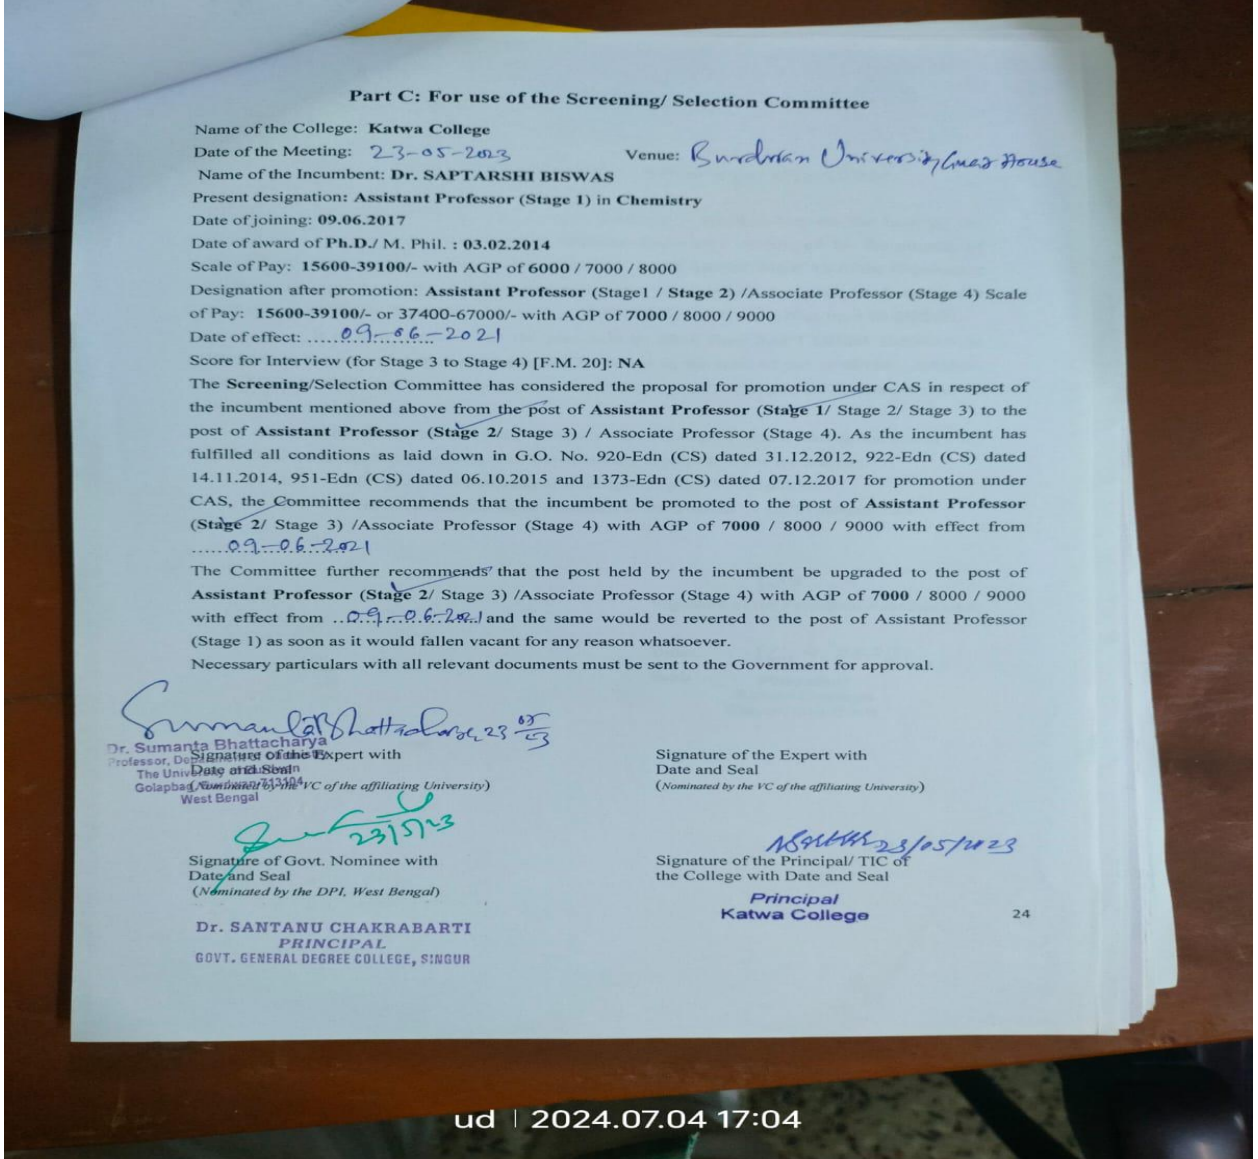 Part C: For use of the Screening/ Selection Committee
Name of the College: Katwa College
Date of the Meeting: 23-05-2023 Venue: Burdwan University Guest House
Name of the Incumbent: Dr. SAPTARSHI BISWAS
Present designation: Assistant Professor (Stage 1) in Chemistry
Date of joining: 09.06.2017
Date of award of Ph.D./ M. Phil. : 03.02.2014
Scale of Pay: 15600-39100/- with AGP of 6000 / 7000 / 8000
Designation after promotion: Assistant Professor (Stage1 / Stage 2) /Associate Professor (Stage 4) Scale
of Pay: 15600-39100/- or 37400-67000/- with AGP of 7000 / 8000 / 9000
Date of effect: ......09-06-2021
Score for Interview (for Stage 3 to Stage 4) [F.M. 20]: NA
The Screening/Selection Committee has considered the proposal for promotion under CAS in respect of
the incumbent mentioned above from the post of Assistant Professor (Stage 1/ Stage 2/ Stage 3) to the
post of Assistant Professor (Stage 2/ Stage 3) / Associate Professor (Stage 4). As the incumbent has
fulfilled all conditions as laid down in G.O. No. 920-Edn (CS) dated 31.12.2012, 922-Edn (CS) dated
14.11.2014, 951-Edn (CS) dated 06.10.2015 and 1373-Edn (CS) dated 07.12.2017 for promotion under
CAS, the Committee recommends that the incumbent be promoted to the post of Assistant Professor
(Stage 2/ Stage 3) /Associate Professor (Stage 4) with AGP of 7000 / 8000 / 9000 with effect from
......09-06-2021
The Committee further recommends that the post held by the incumbent be upgraded to the post of
Assistant Professor (Stage 2/ Stage 3) /Associate Professor (Stage 4) with AGP of 7000 / 8000 / 9000
with effect from ..09-06-2021 and the same would be reverted to the post of Assistant Professor
(Stage 1) as soon as it would fallen vacant for any reason whatsoever.
Necessary particulars with all relevant documents must be sent to the Government for approval.
Sumanta Bhattacharya 23/05/23
Dr. Sumanta Bhattacharya
Professor,
The University of Burdwan
Golapbag, Burdwan-713104
West Bengal
Signature of the Expert with
Date and Seal
(Nominated by the VC of the affiliating University)
Signature of the Expert with
Date and Seal
(Nominated by the VC of the affiliating University)
23/5/23
Signature of Govt. Nominee with
Date and Seal
(Nominated by the DPI, West Bengal)
Dr. SANTANU CHAKRABARTI
PRINCIPAL
GOVT. GENERAL DEGREE COLLEGE, SINGUR
23/05/2023
Signature of the Principal/ TIC of
the College with Date and Seal
Principal
Katwa College
24
ud | 2024.07.04 17:04